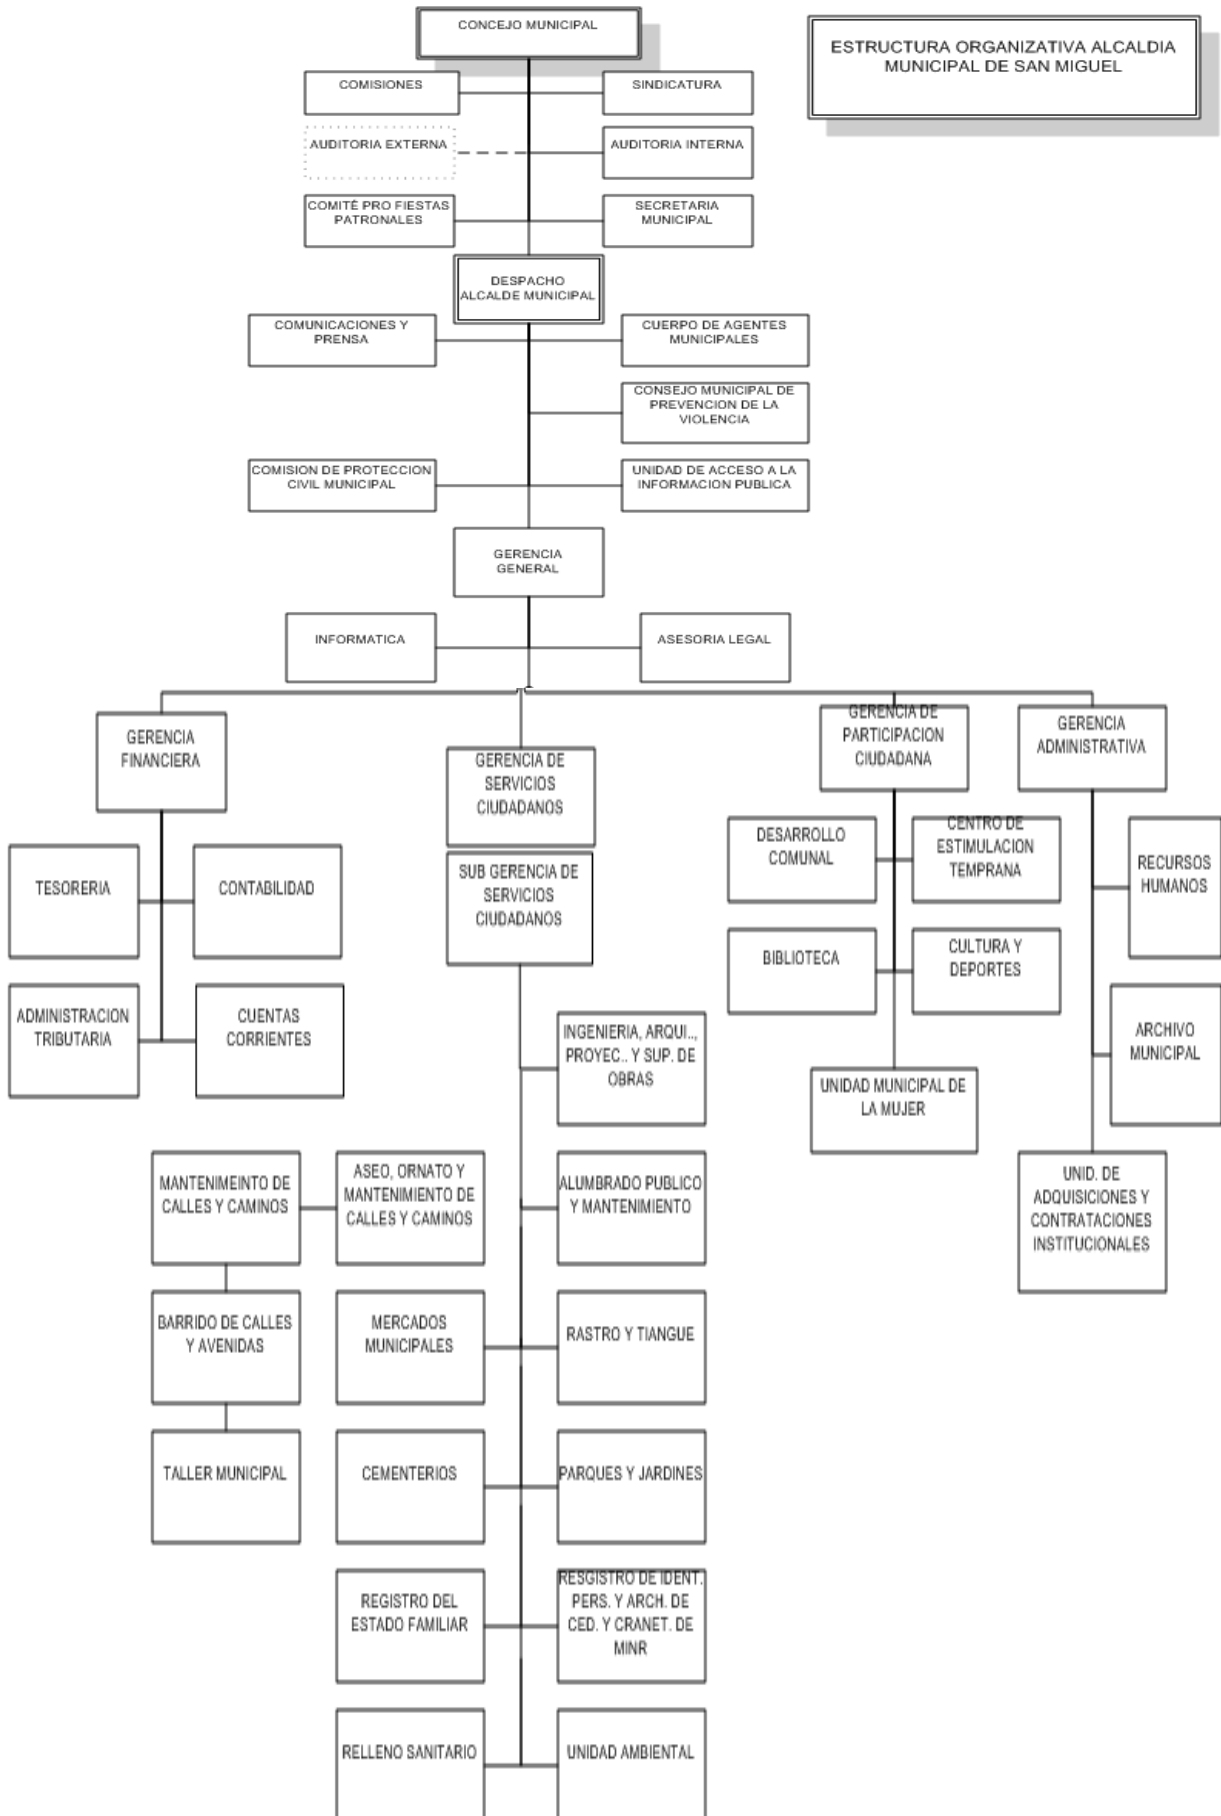 CONCEJO MUNICIPAL
ESTRUCTURA ORGANIZATIVA ALCALDIA
MUNICIPAL DE SAN MIGUEL
COMISIONES
SINDICATURA
AUDITORIA EXTERNA
AUDITORIA INTERNA
COMITÉ PRO FIESTAS
PATRONALES
SECRETARIA
MUNICIPAL
DESPACHO
ALCALDE MUNICIPAL
COMUNICACIONES Y
PRENSA
CUERPO DE AGENTES
MUNICIPALES
CONSEJO MUNICIPAL DE
PREVENCION DE LA
VIOLENCIA
COMISION DE PROTECCION
CIVIL MUNICIPAL
UNIDAD DE ACCESO A LA
INFORMACION PUBLICA
GERENCIA
GENERAL
INFORMATICA
ASESORIA LEGAL
GERENCIA
FINANCIERA
GERENCIA DE
SERVICIOS
CIUDADANOS
GERENCIA DE
PARTICIPACION
CIUDADANA
GERENCIA
ADMINISTRATIVA
SUB GERENCIA DE
SERVICIOS
CIUDADANOS
TESORERIA
CONTABILIDAD
ADMINISTRACION
TRIBUTARIA
CUENTAS
CORRIENTES
DESARROLLO
COMUNAL
CENTRO DE
ESTIMULACION
TEMPRANA
BIBLIOTECA
CULTURA Y
DEPORTES
UNIDAD MUNICIPAL DE
LA MUJER
RECURSOS
HUMANOS
ARCHIVO
MUNICIPAL
UNID. DE
ADQUISICIONES Y
CONTRATACIONES
INSTITUCIONALES
INGENIERIA, ARQUI..,
PROYEC.. Y SUP. DE
OBRAS
MANTENIMEINTO DE
CALLES Y CAMINOS
ASEO, ORNATO Y
MANTENIMIENTO DE
CALLES Y CAMINOS
ALUMBRADO PUBLICO
Y MANTENIMIENTO
BARRIDO DE CALLES
Y AVENIDAS
MERCADOS
MUNICIPALES
RASTRO Y TIANGUE
TALLER MUNICIPAL
CEMENTERIOS
PARQUES Y JARDINES
REGISTRO DEL
ESTADO FAMILIAR
RESGISTRO DE IDENT.
PERS. Y ARCH. DE
CED. Y CRANET. DE
MINR
RELLENO SANITARIO
UNIDAD AMBIENTAL